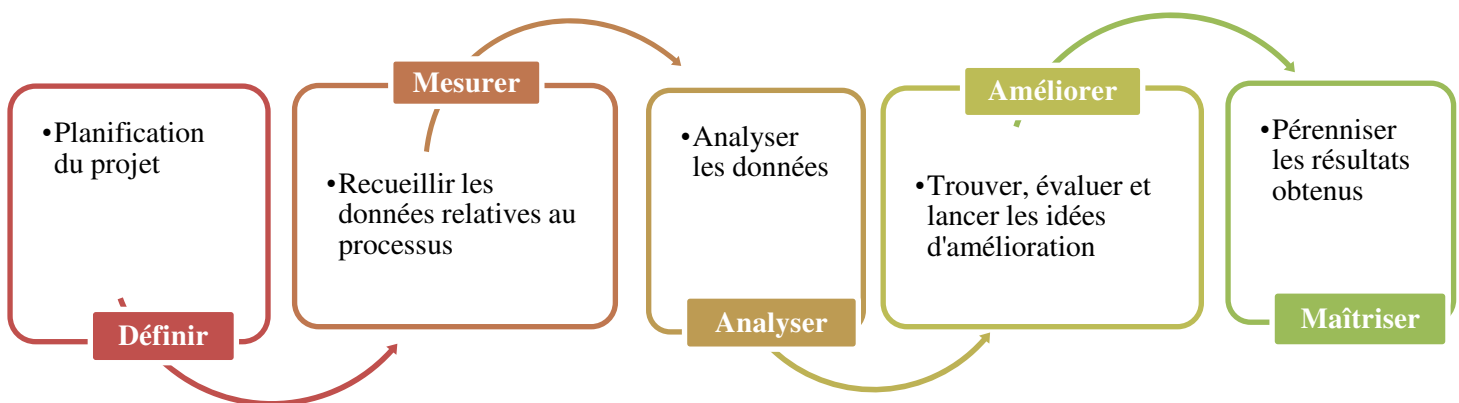 •Planification
du projet
Définir
Mesurer
•Recueillir les
données relatives au
processus
•Analyser
les données
Analyser
Améliorer
•Trouver, évaluer et
lancer les idées
d'amélioration
•Pérenniser
les résultats
obtenus
Maîtriser